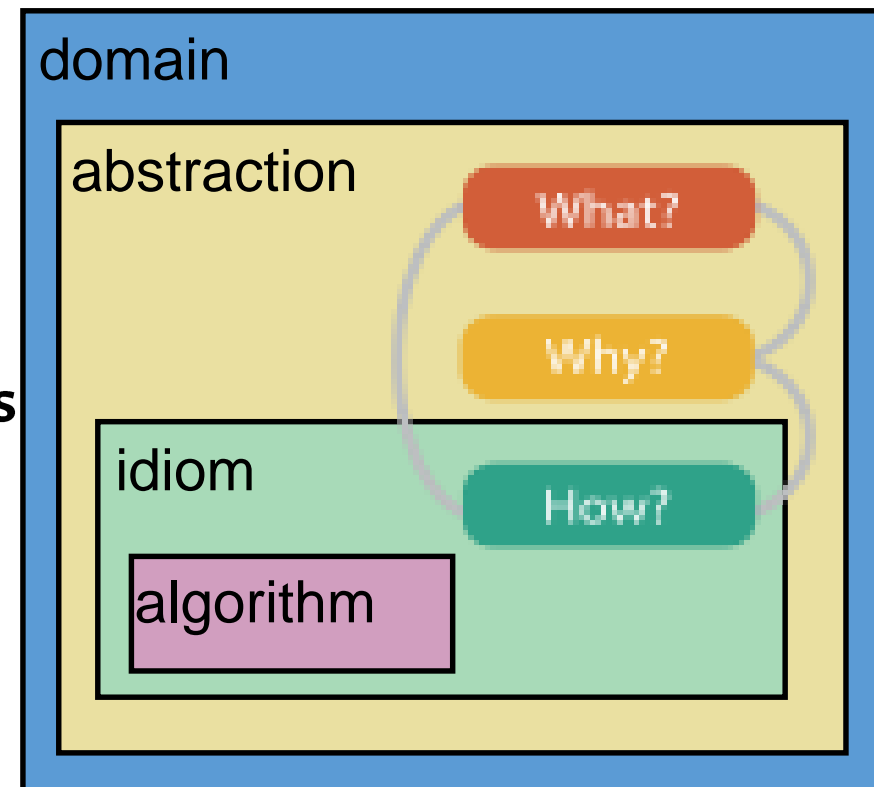 domain
abstraction
What?
Why?
s
idiom
How?
algorithm